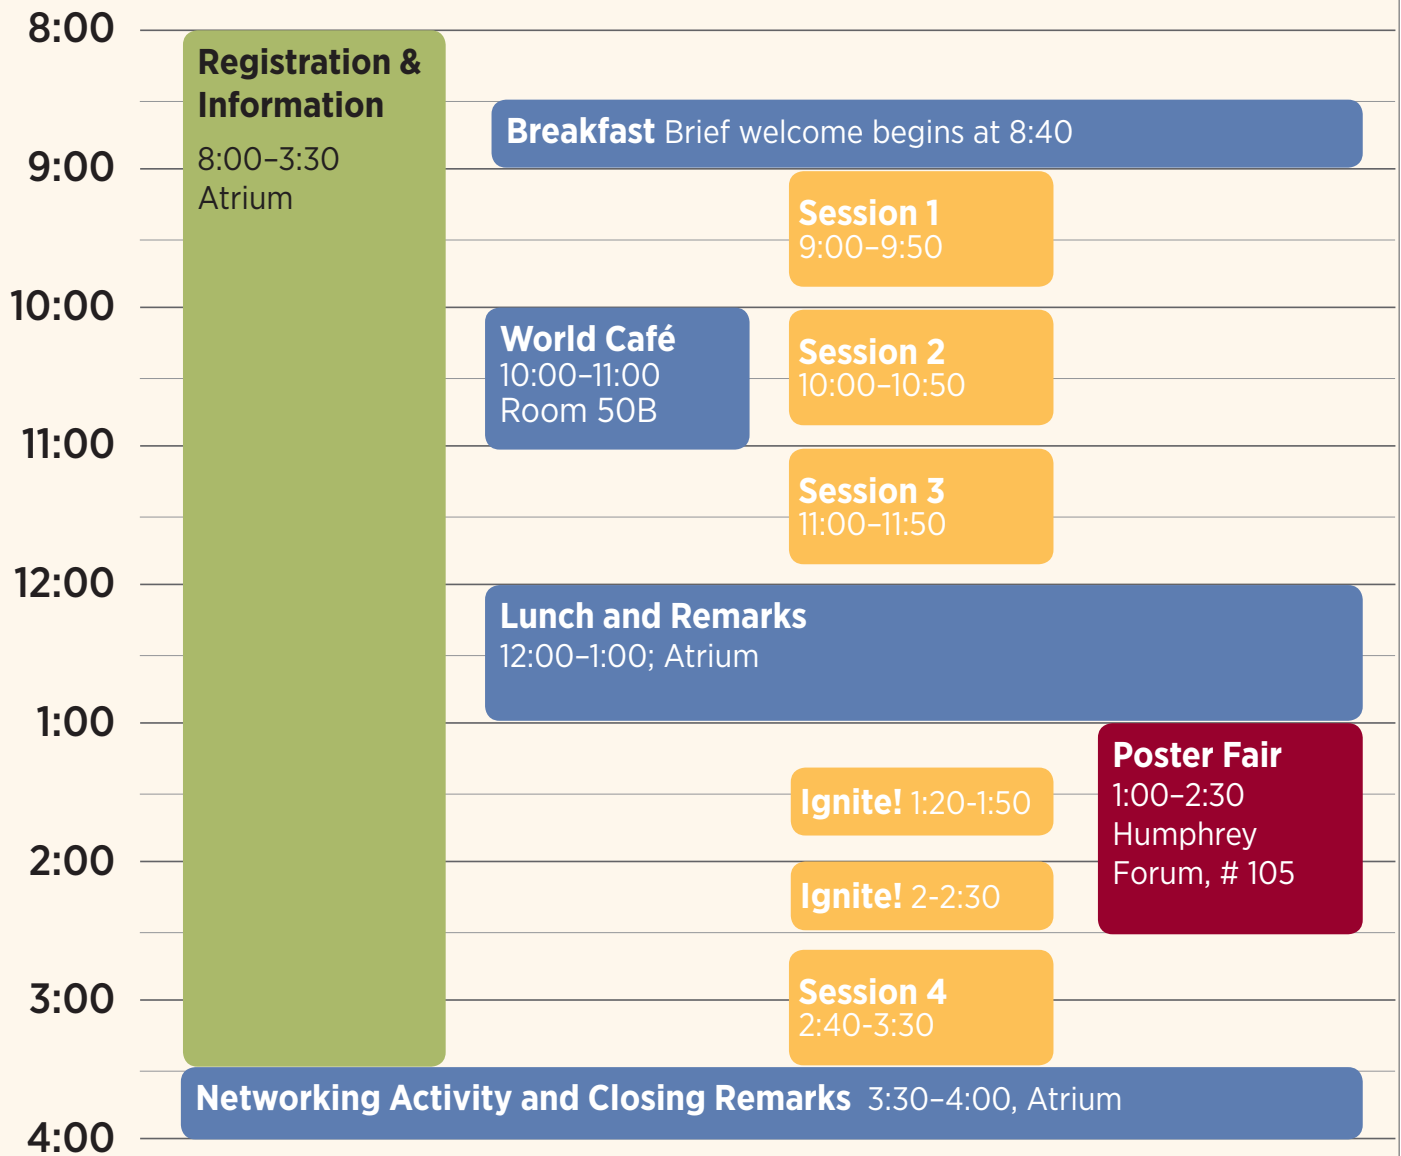 8:00
Registration &
Information
8:00–3:30
Atrium
Breakfast Brief welcome begins at 8:40
9:00
Session 1
9:00–9:50
10:00
World Café
10:00–11:00
Room 50B
Session 2
10:00–10:50
11:00
Session 3
11:00–11:50
12:00
Lunch and Remarks
12:00–1:00; Atrium
1:00
Poster Fair
1:00–2:30
Humphrey
Forum, # 105
Ignite! 1:20-1:50
2:00
Ignite! 2-2:30
3:00
Session 4
2:40-3:30
Networking Activity and Closing Remarks 3:30–4:00, Atrium
4:00